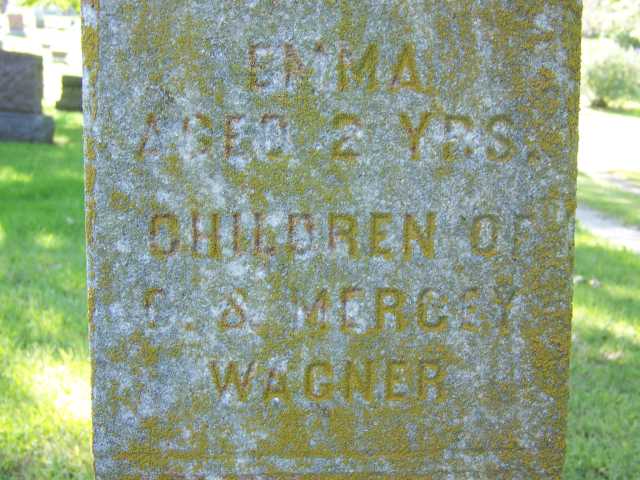 EMMA
AGED 2 YRS.
CHILDREN OF
C. & MERCEY
WAGNER